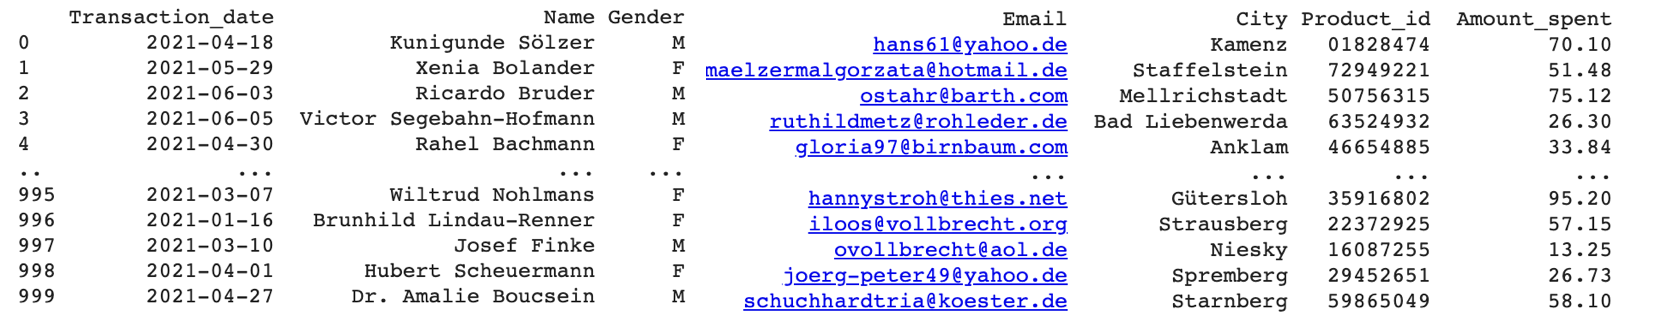 Transaction_date Name Gender Email City Product_id Amount_spent
0 2021-04-18 Kunigunde Sölzer M hans61@yahoo.de Kamenz 01828474 70.10
1 2021-05-29 Xenia Bolander F maelzermalgorzata@hotmail.de Staffelstein 72949221 51.48
2 2021-06-03 Ricardo Bruder M ostahr@barth.com Mellrichstadt 50756315 75.12
3 2021-06-05 Victor Segebahn-Hofmann M ruthildmetz@rohleder.de Bad Liebenwerda 63524932 26.30
4 2021-04-30 Rahel Bachmann F gloria97@birnbaum.com Anklam 46654885 33.84
.. ... ... ... ... ... ... ...
995 2021-03-07 Wiltrud Nohlmans F hannystroh@thies.net Gütersloh 35916802 95.20
996 2021-01-16 Brunhild Lindau-Renner F iloos@vollbrecht.org Strausberg 22372925 57.15
997 2021-03-10 Josef Finke M ovollbrecht@aol.de Niesky 16087255 13.25
998 2021-04-01 Hubert Scheuermann F joerg-peter49@yahoo.de Spremberg 29452651 26.73
999 2021-04-27 Dr. Amalie Boucsein M schuchhardtria@koester.de Starnberg 59865049 58.10